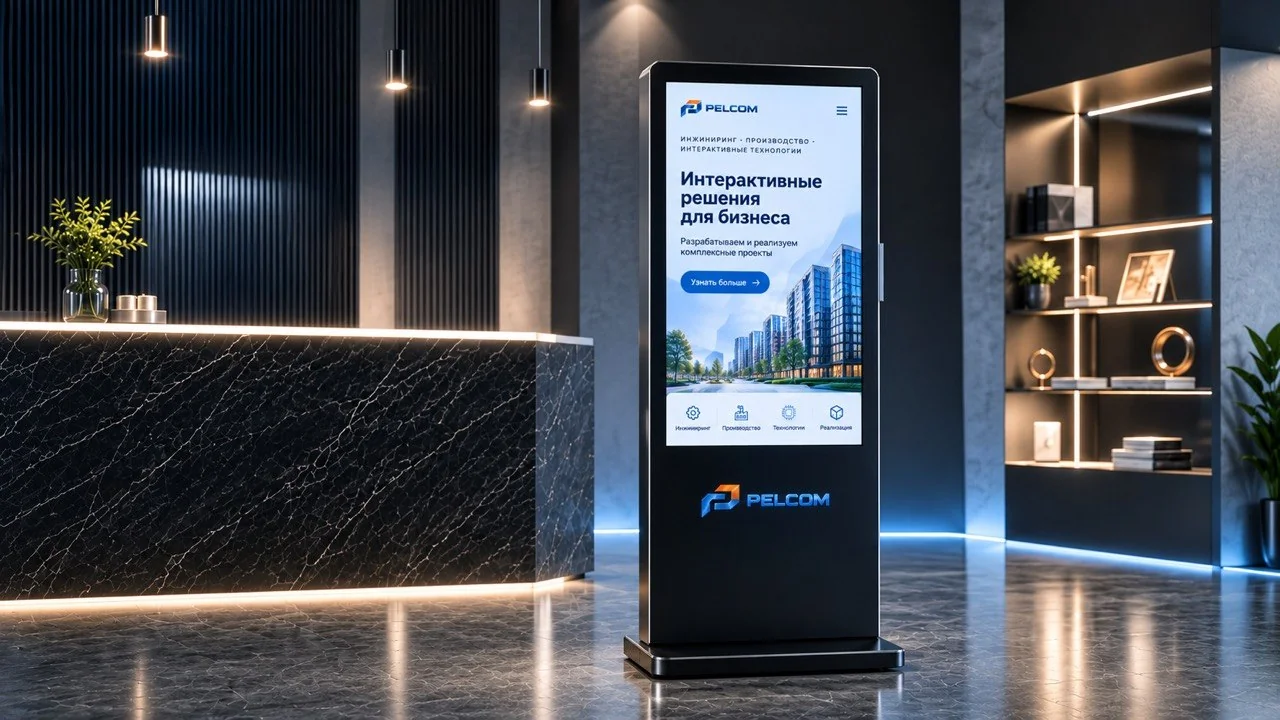 PELCOM
ИНЖИНИРИНГ · ПРОИЗВОДСТВО ·
ИНТЕРАКТИВНЫЕ ТЕХНОЛОГИИ
Интерактивные
решения
для бизнеса
Разрабатываем и реализуем
комплексные проекты
Узнать больше →
Инжиниринг Производство Технологии Реализация
PELCOM